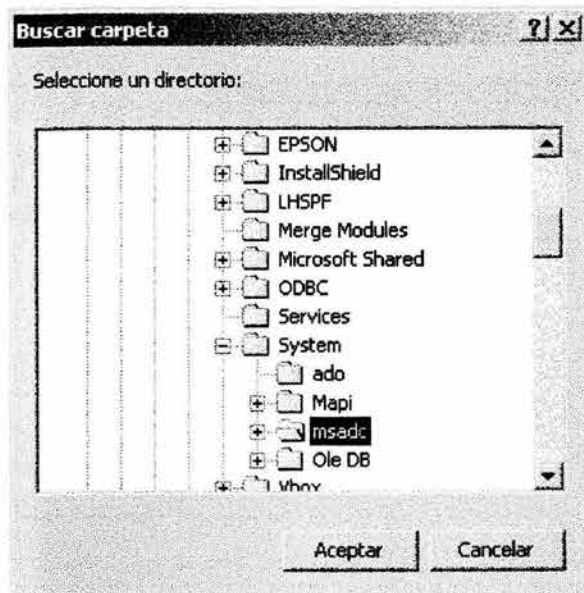 Buscar carpeta
Seleccione un directorio:
EPSON
InstallShield
LHSPF
Merge Modules
Microsoft Shared
ODBC
Services
System
ado
Mapi
msadc
Ole DB
Vbox
Aceptar Cancelar